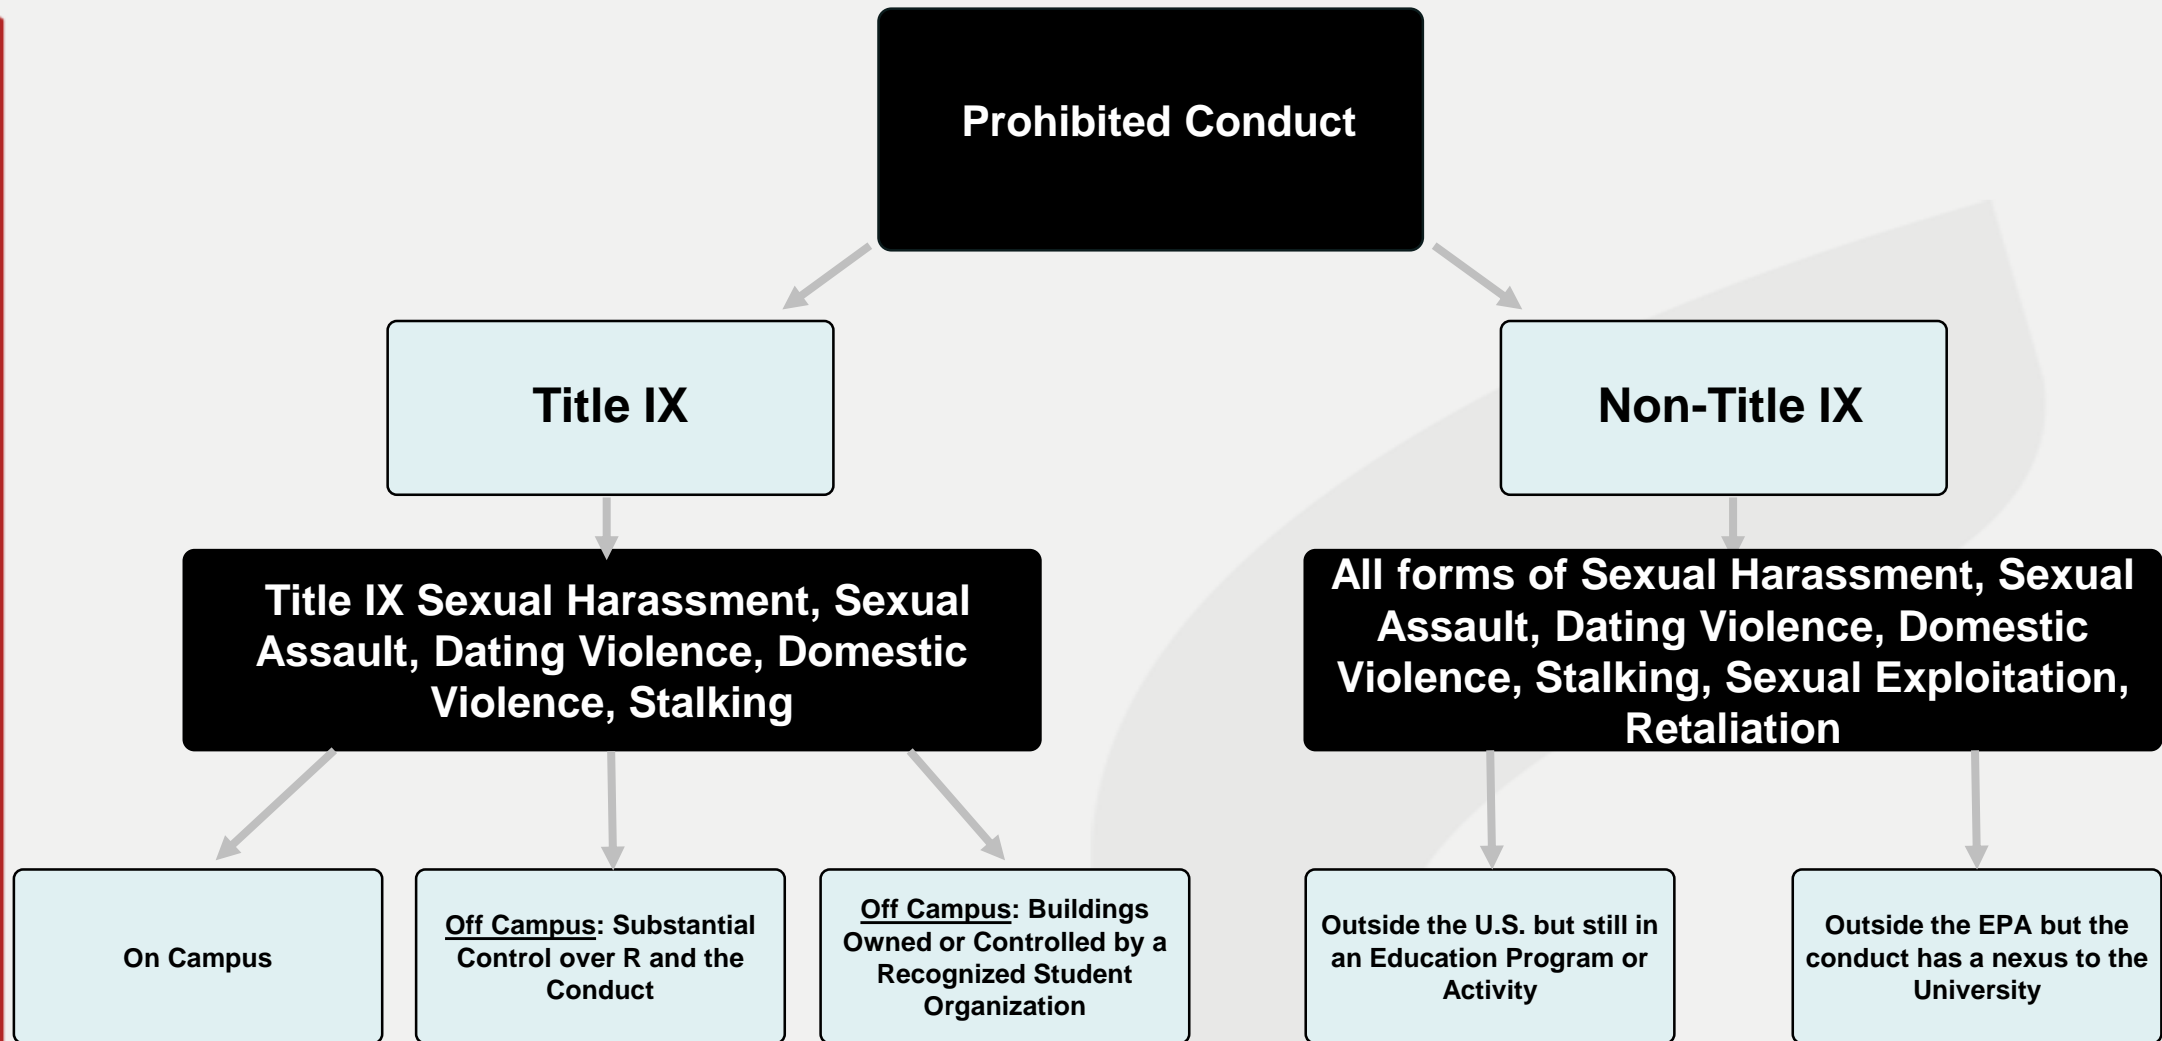 Prohibited Conduct
Title IX
Non-Title IX
Title IX Sexual Harassment, Sexual
Assault, Dating Violence, Domestic
Violence, Stalking
All forms of Sexual Harassment, Sexual
Assault, Dating Violence, Domestic
Violence, Stalking, Sexual Exploitation,
Retaliation
On Campus
Off Campus: Substantial
Control over R and the
Conduct
Off Campus: Buildings
Owned or Controlled by a
Recognized Student
Organization
Outside the U.S. but still in
an Education Program or
Activity
Outside the EPA but the
conduct has a nexus to the
University